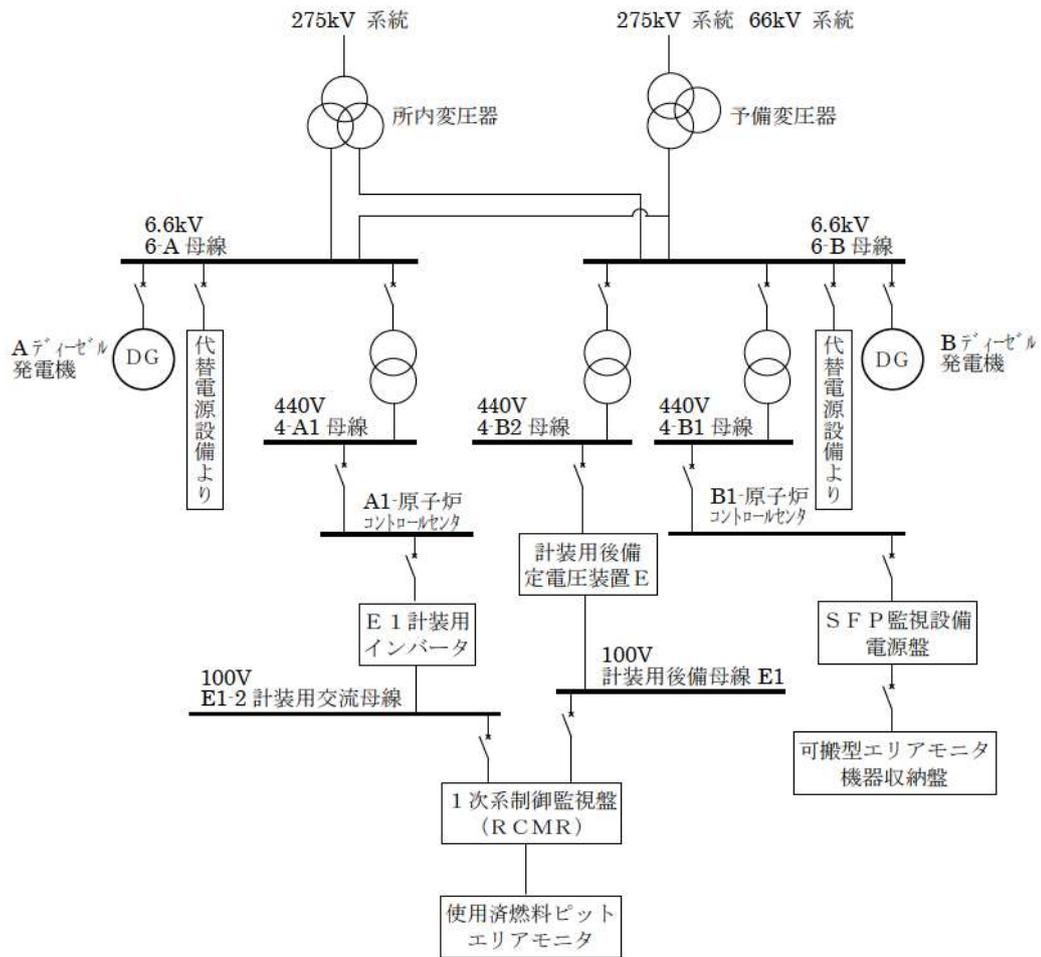 275kV 系統
275kV 系統 66kV 系統
所内変圧器
予備変圧器
6.6kV
6-A 母線
6.6kV
6-B 母線
A ディーゼル
発電機
DG
代替電源設備より
代替電源設備より
DG
B ディーゼル
発電機
440V
4-A1 母線
440V
4-B2 母線
440V
4-B1 母線
A1-原子炉
コントロールセンタ
B1-原子炉
コントロールセンタ
計装用後備
定電圧装置E
E1計装用
インバータ
SFP監視設備
電源盤
100V
E1-2 計装用交流母線
100V
計装用後備母線 E1
可搬型エリアモニタ
機器収納盤
1次系制御監視盤
(RCMR)
使用済燃料ピット
エリアモニタ